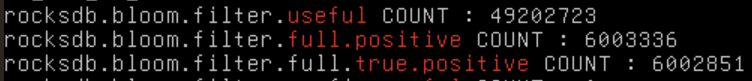 rocksdb.bloom.filter.useful COUNT : 49202723
rocksdb.bloom.filter.full.positive COUNT : 6003336
rocksdb.bloom.filter.full.true.positive COUNT : 6002851